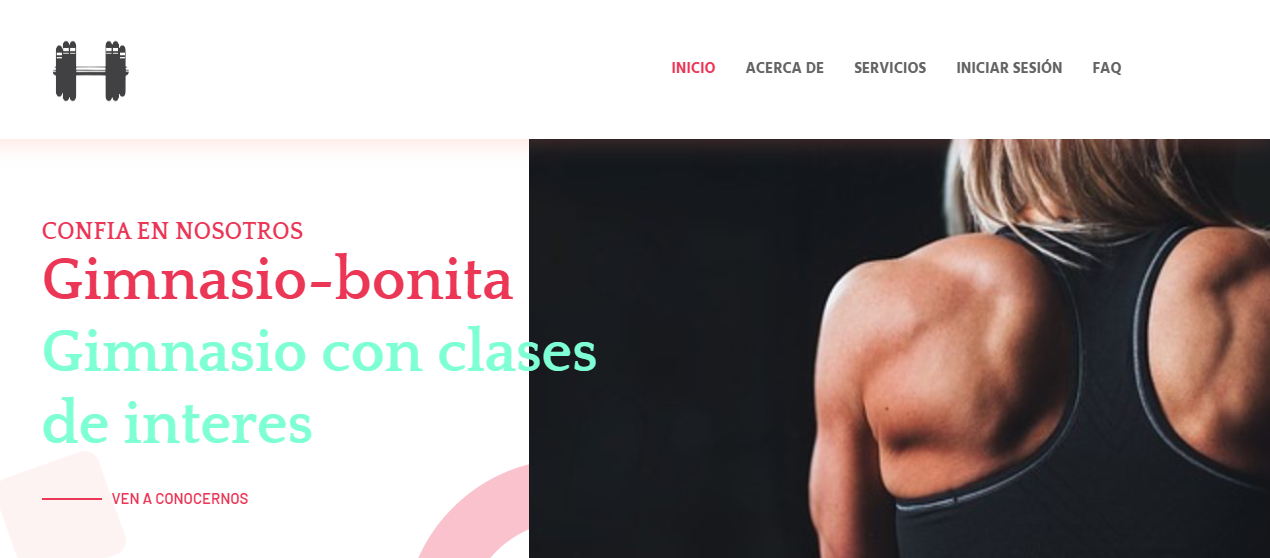 INICIO ACERCA DE SERVICIOS INICIAR SESIÓN FAQ
CONFIA EN NOSOTROS
Gimnasio-bonita
Gimnasio con clases
de interes
VEN A CONOCERNOS